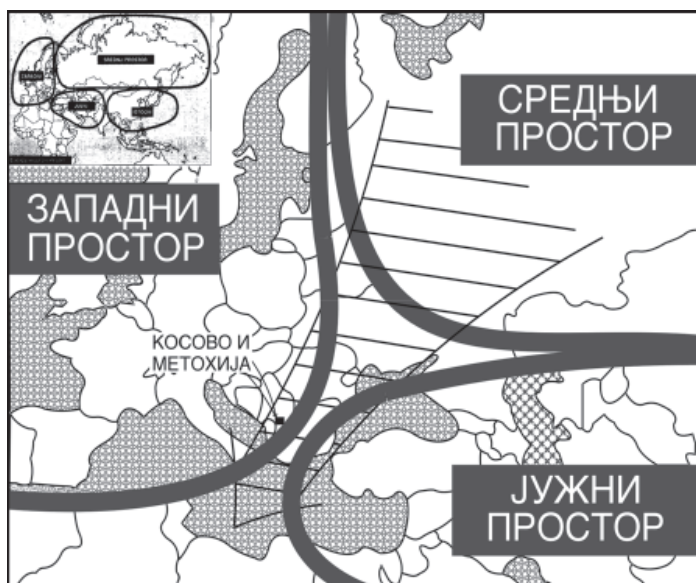 СРЕДЊИ
ПРОСТОР
ЗАПАДНИ
ПРОСТОР
КОСОВО И
МЕТОХИЈА
ЈУЖНИ
ПРОСТОР